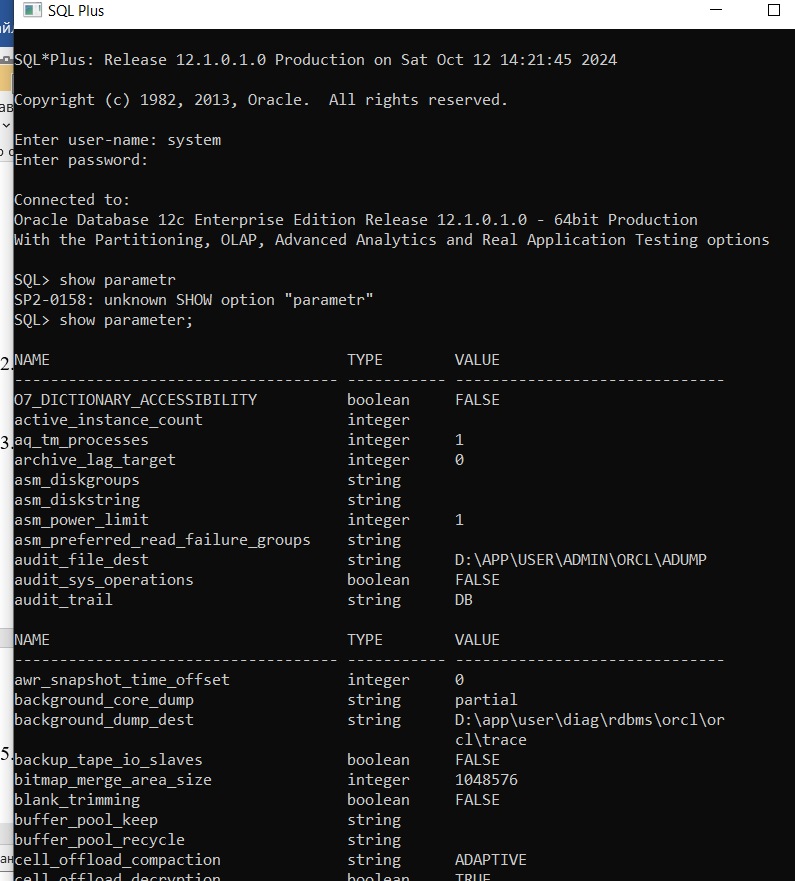 SQL Plus
SQL*Plus: Release 12.1.0.1.0 Production on Sat Oct 12 14:21:45 2024
Copyright (c) 1982, 2013, Oracle.  All rights reserved.
Enter user-name: system
Enter password:
Connected to:
Oracle Database 12c Enterprise Edition Release 12.1.0.1.0 - 64bit Production
With the Partitioning, OLAP, Advanced Analytics and Real Application Testing options
SQL> show parametr
SP2-0158: unknown SHOW option "parametr"
SQL> show parameter;
NAME                                 TYPE        VALUE
------------------------------------ ----------- ------------------------------
O7_DICTIONARY_ACCESSIBILITY          boolean     FALSE
active_instance_count                integer
aq_tm_processes                      integer     1
archive_lag_target                   integer     0
asm_diskgroups                       string
asm_diskstring                       string
asm_power_limit                      integer     1
asm_preferred_read_failure_groups    string
audit_file_dest                      string      D:\APP\USER\ADMIN\ORCL\ADUMP
audit_sys_operations                 boolean     FALSE
audit_trail                          string      DB
NAME                                 TYPE        VALUE
------------------------------------ ----------- ------------------------------
awr_snapshot_time_offset             integer     0
background_core_dump                 string      partial
background_dump_dest                 string      D:\app\user\diag\rdbms\orcl\or
                                                 cl\trace
backup_tape_io_slaves                boolean     FALSE
bitmap_merge_area_size               integer     1048576
blank_trimming                       boolean     FALSE
buffer_pool_keep                     string
buffer_pool_recycle                  string
cell_offload_compaction              string      ADAPTIVE
cell_offload_decryption              boolean     TRUE
2.
3.
5.